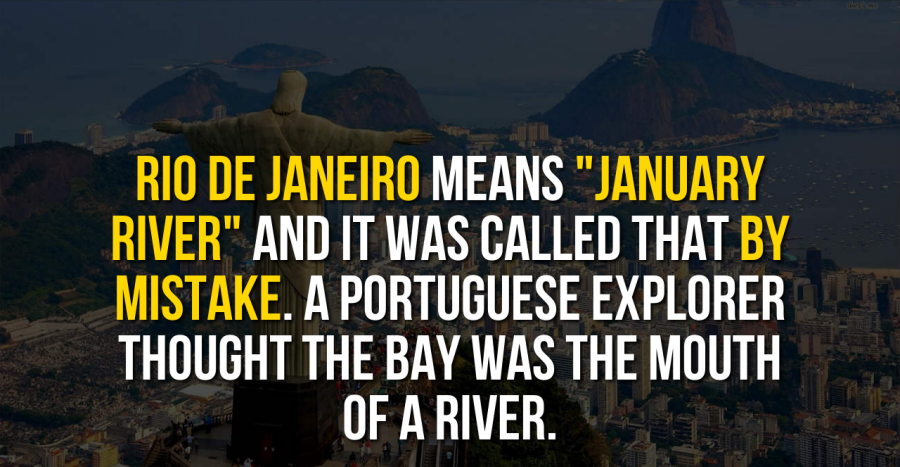 RIO DE JANEIRO MEANS "JANUARY
RIVER" AND IT WAS CALLED THAT BY
MISTAKE. A PORTUGUESE EXPLORER
THOUGHT THE BAY WAS THE MOUTH
OF A RIVER.